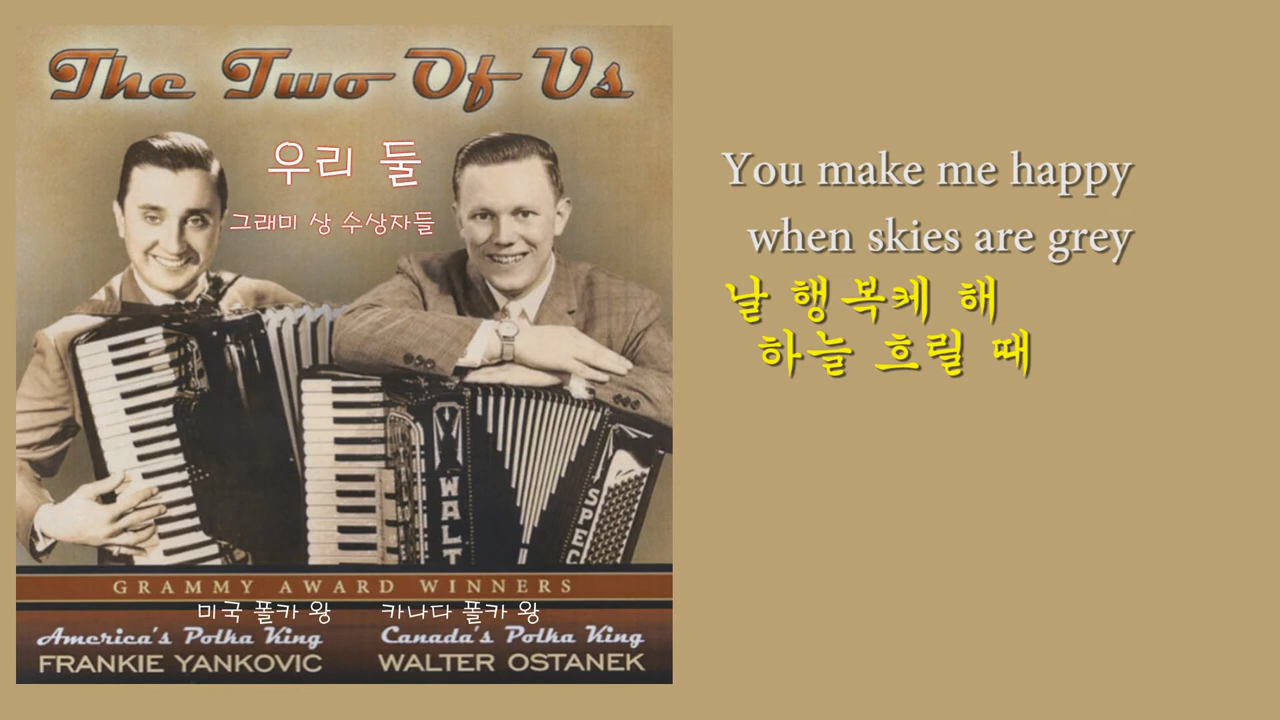 The Two Of Us
우리 둘
그래미 상 수상자들
WALT
SPEC
GRAMMY AWARD WINNERS
미국 폴카 왕 카나다 폴카 왕
America's Polka King Canada's Polka King
FRANKIE YANKOVIC WALTER OSTANEK
You make me happy
when skies are grey
날 행복케 해
하늘 흐릴 때